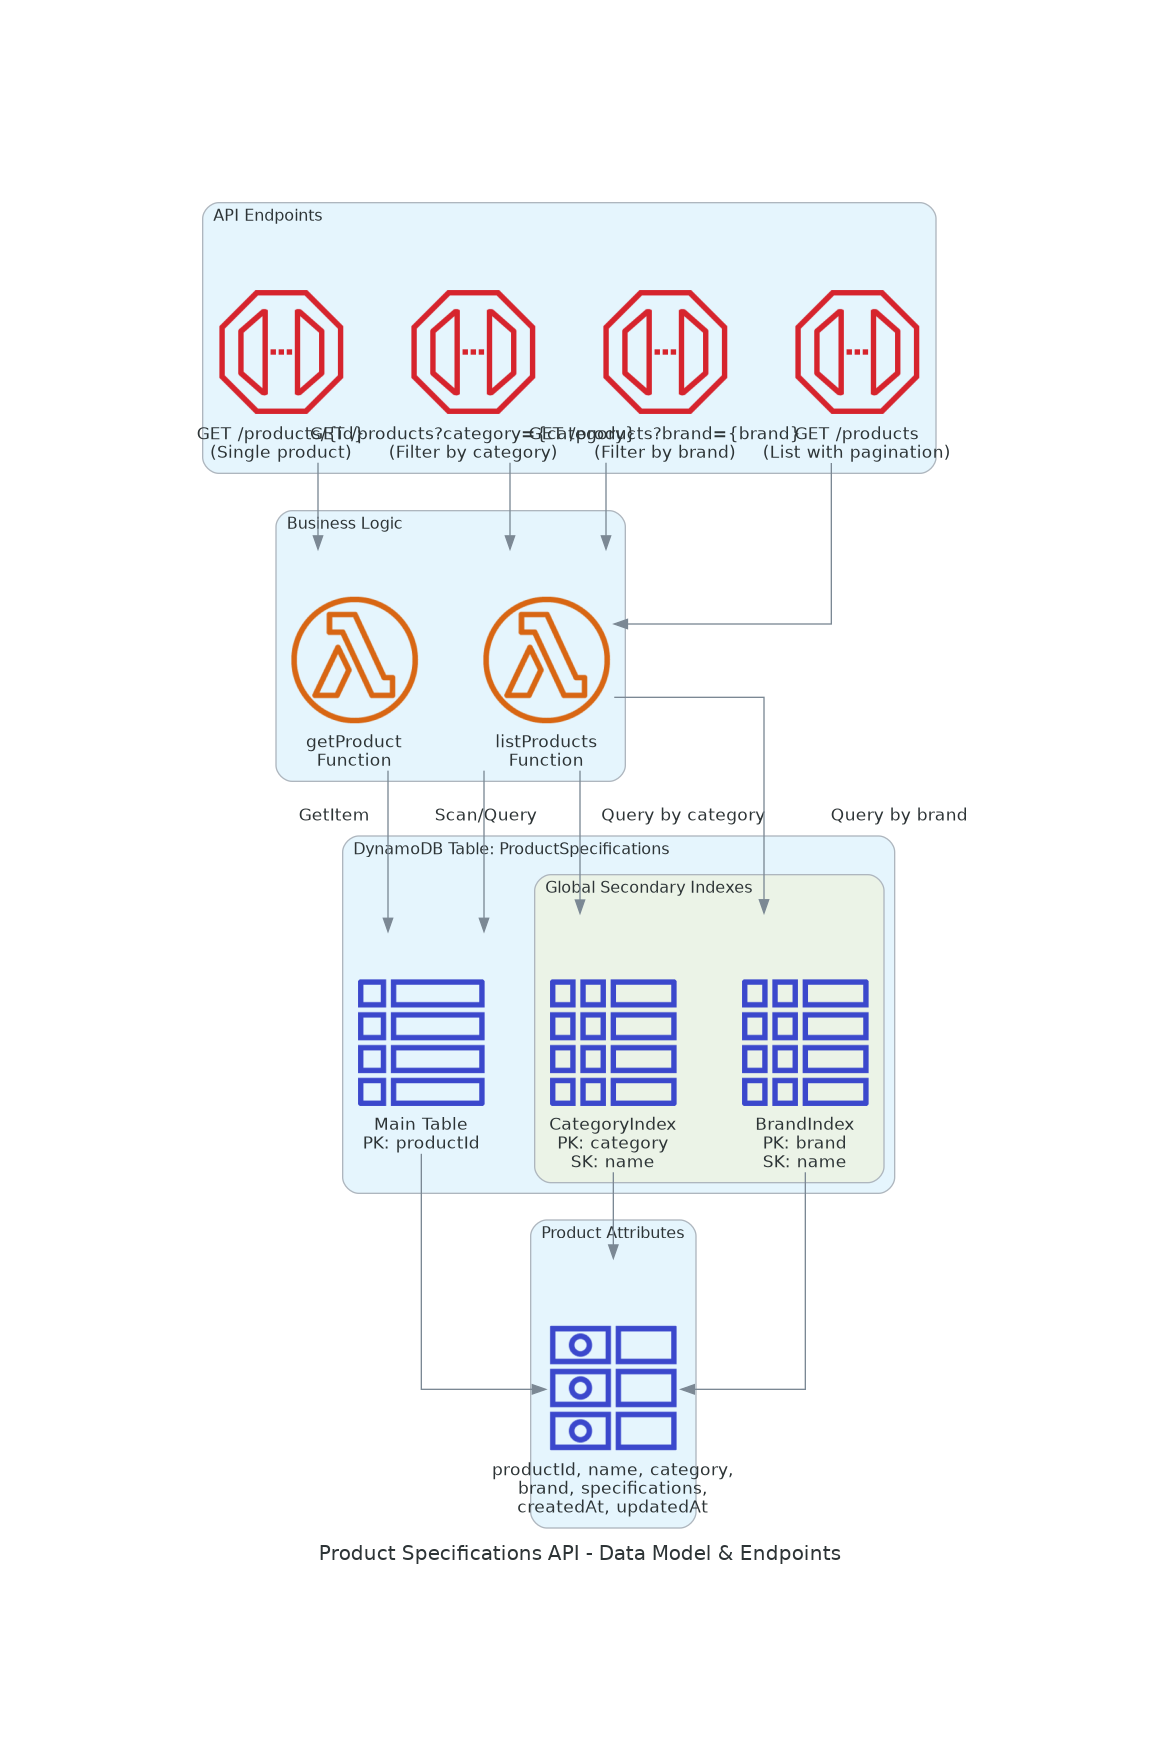 API Endpoints
GET /products/{id}
(Single product)
GET /products?category={category}
(Filter by category)
GET /products?brand={brand}
(Filter by brand)
GET /products
(List with pagination)
Business Logic
getProduct
Function
listProducts
Function
GetItem
Scan/Query
Query by category
Query by brand
DynamoDB Table: ProductSpecifications
Global Secondary Indexes
Main Table
PK: productId
CategoryIndex
PK: category
SK: name
BrandIndex
PK: brand
SK: name
Product Attributes
productId, name, category,
brand, specifications,
createdAt, updatedAt
Product Specifications API - Data Model & Endpoints